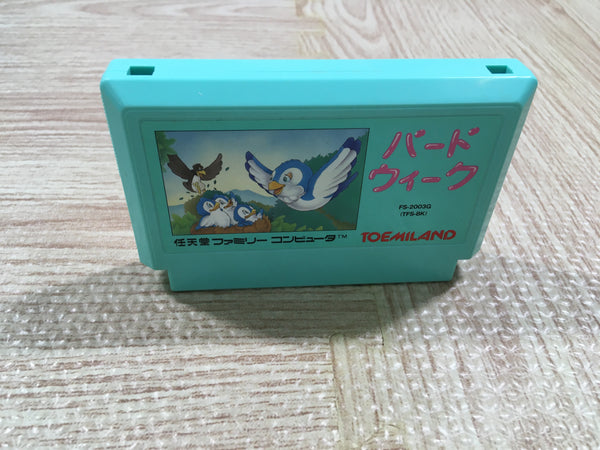 バード
ウィーク
FS-2003G
(TFS-BK)
TOEMILAND
任天堂 ファミリー コンピュータ™